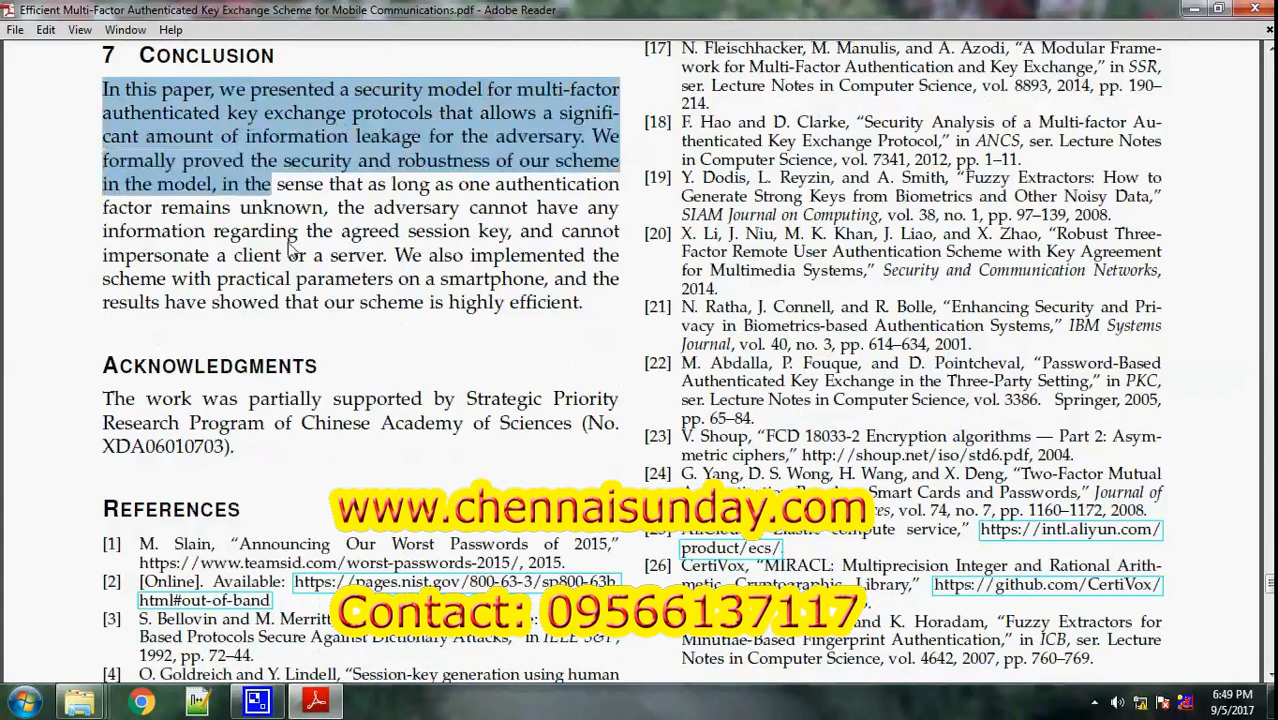 Efficient Multi-Factor Authenticated Key Exchange Scheme for Mobile Communications.pdf - Adobe Reader
File Edit View Window Help
7 CONCLUSION
In this paper, we presented a security model for multi-factor
authenticated key exchange protocols that allows a signifi-
cant amount of information leakage for the adversary. We
formally proved the security and robustness of our scheme
in the model, in the sense that as long as one authentication
factor remains unknown, the adversary cannot have any
information regarding the agreed session key, and cannot
impersonate a client or a server. We also implemented the
scheme with practical parameters on a smartphone, and the
results have showed that our scheme is highly efficient.
ACKNOWLEDGMENTS
The work was partially supported by Strategic Priority
Research Program of Chinese Academy of Sciences (No.
XDA06010703).
REFERENCES
[1] M. Slain, “Announcing Our Worst Passwords of 2015,”
https://www.teamsid.com/worst-passwords-2015/, 2015.
[2] [Online]. Available: https://pages.nist.gov/800-63-3/sp800-63b.
html#out-of-band
[3] S. Bellovin and M. Merritt
Based Protocols Secure Against Dictionary Attacks,” in IEEE S&P,
1992, pp. 72–44.
[4] O. Goldreich and Y. Lindell, “Session-key generation using human
[17] N. Fleischhacker, M. Manulis, and A. Azodi, “A Modular Frame-
work for Multi-Factor Authentication and Key Exchange,” in SSR,
ser. Lecture Notes in Computer Science, vol. 8893, 2014, pp. 190–
214.
[18] F. Hao and D. Clarke, “Security Analysis of a Multi-factor Au-
thenticated Key Exchange Protocol,” in ANCS, ser. Lecture Notes
in Computer Science, vol. 7341, 2012, pp. 1–11.
[19] Y. Dodis, L. Reyzin, and A. Smith, “Fuzzy Extractors: How to
Generate Strong Keys from Biometrics and Other Noisy Data,”
SIAM Journal on Computing, vol. 38, no. 1, pp. 97–139, 2008.
[20] X. Li, J. Niu, M. K. Khan, J. Liao, and X. Zhao, “Robust Three-
Factor Remote User Authentication Scheme with Key Agreement
for Multimedia Systems,” Security and Communication Networks,
2014.
[21] N. Ratha, J. Connell, and R. Bolle, “Enhancing Security and Pri-
vacy in Biometrics-based Authentication Systems,” IBM Systems
Journal, vol. 40, no. 3, pp. 614–634, 2001.
[22] M. Abdalla, P. Fouque, and D. Pointcheval, “Password-Based
Authenticated Key Exchange in the Three-Party Setting,” in PKC,
ser. Lecture Notes in Computer Science, vol. 3386. Springer, 2005,
pp. 65–84.
[23] V. Shoup, “FCD 18033-2 Encryption algorithms — Part 2: Asym-
metric ciphers,” http://shoup.net/iso/std6.pdf, 2004.
[24] G. Yang, D. S. Wong, H. Wang, and X. Deng, “Two-Factor Mutual
Smart Cards and Passwords,” Journal of
vol. 74, no. 7, pp. 1160–1172, 2008.
compute service,” https://intl.aliyun.com/
product/ecs/.
[26] CertiVox, “MIRACL: Multiprecision Integer and Rational Arith-
metic Cryptographic Library,” https://github.com/CertiVox/
and K. Horadam, “Fuzzy Extractors for
Minutiae-Based Fingerprint Authentication,” in ICB, ser. Lecture
Notes in Computer Science, vol. 4642, 2007, pp. 760–769.
www.chennaisunday.com
Contact: 09566137117
6:49 PM
9/5/2017